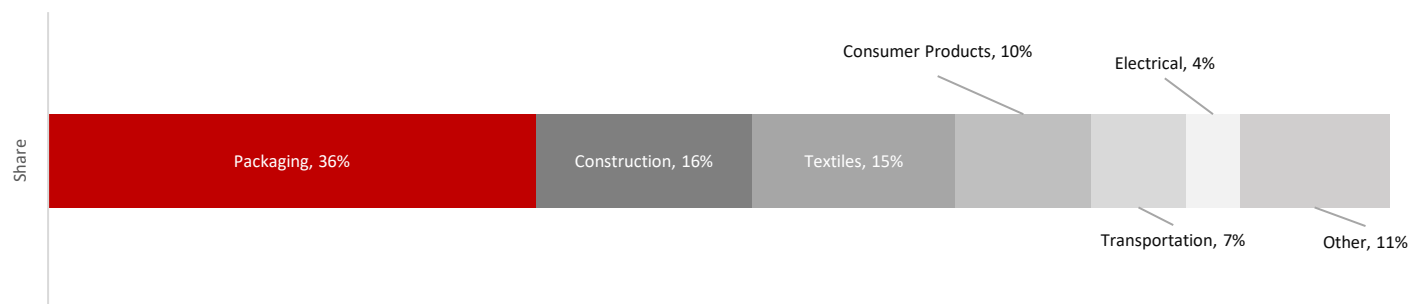 Consumer Products, 10%
Electrical, 4%
Share
Packaging, 36%
Construction, 16%
Textiles, 15%
Transportation, 7%
Other, 11%